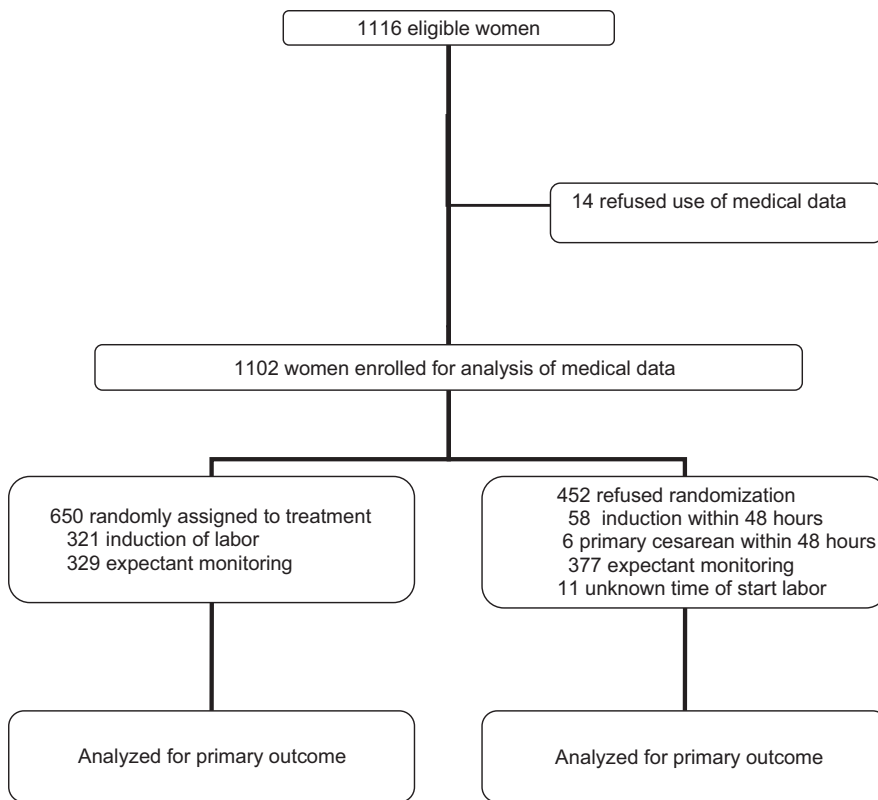 1116 eligible women
14 refused use of medical data
1102 women enrolled for analysis of medical data
650 randomly assigned to treatment
321 induction of labor
329 expectant monitoring
452 refused randomization
58 induction within 48 hours
6 primary cesarean within 48 hours
377 expectant monitoring
11 unknown time of start labor
Analyzed for primary outcome
Analyzed for primary outcome